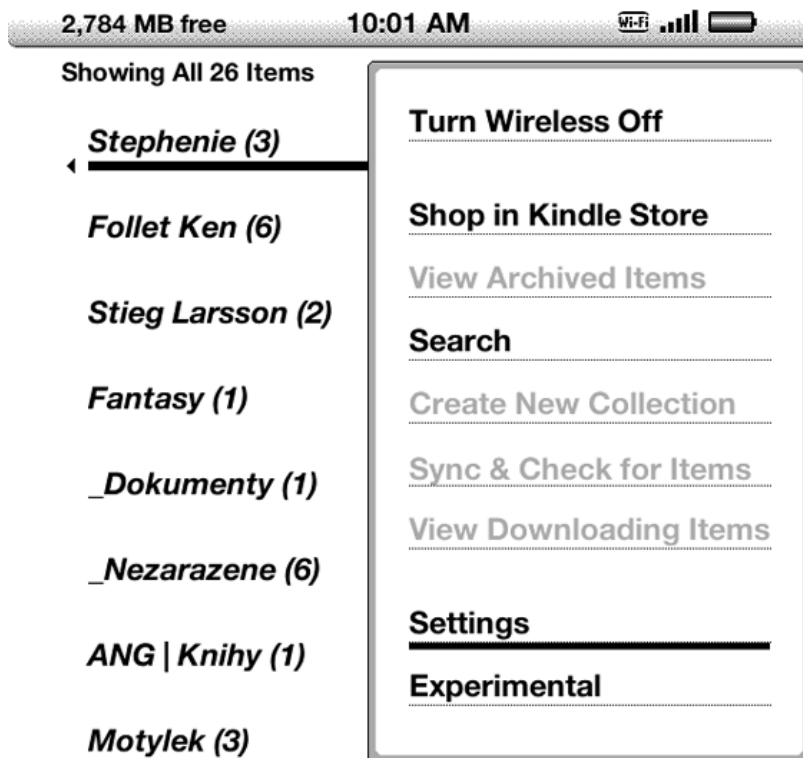 2,784 MB free 10:01 AM Wi-Fi
Showing All 26 Items
Stephenie (3)
Follet Ken (6)
Stieg Larsson (2)
Fantasy (1)
_Dokumenty (1)
_Nezarazene (6)
ANG | Knihy (1)
Motylek (3)
Turn Wireless Off
Shop in Kindle Store
View Archived Items
Search
Create New Collection
Sync & Check for Items
View Downloading Items
Settings
Experimental